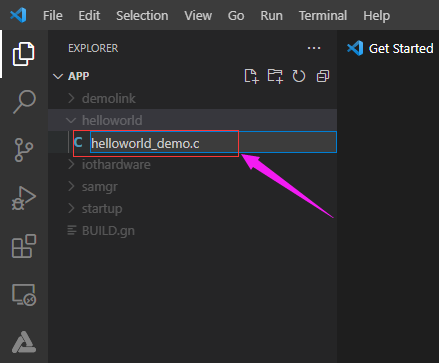 File Edit Selection View Go Run Terminal Help
EXPLORER ···
Get Started
APP
demolink
helloworld
C helloworld_demo.c
iothardware
samgr
startup
BUILD.gn